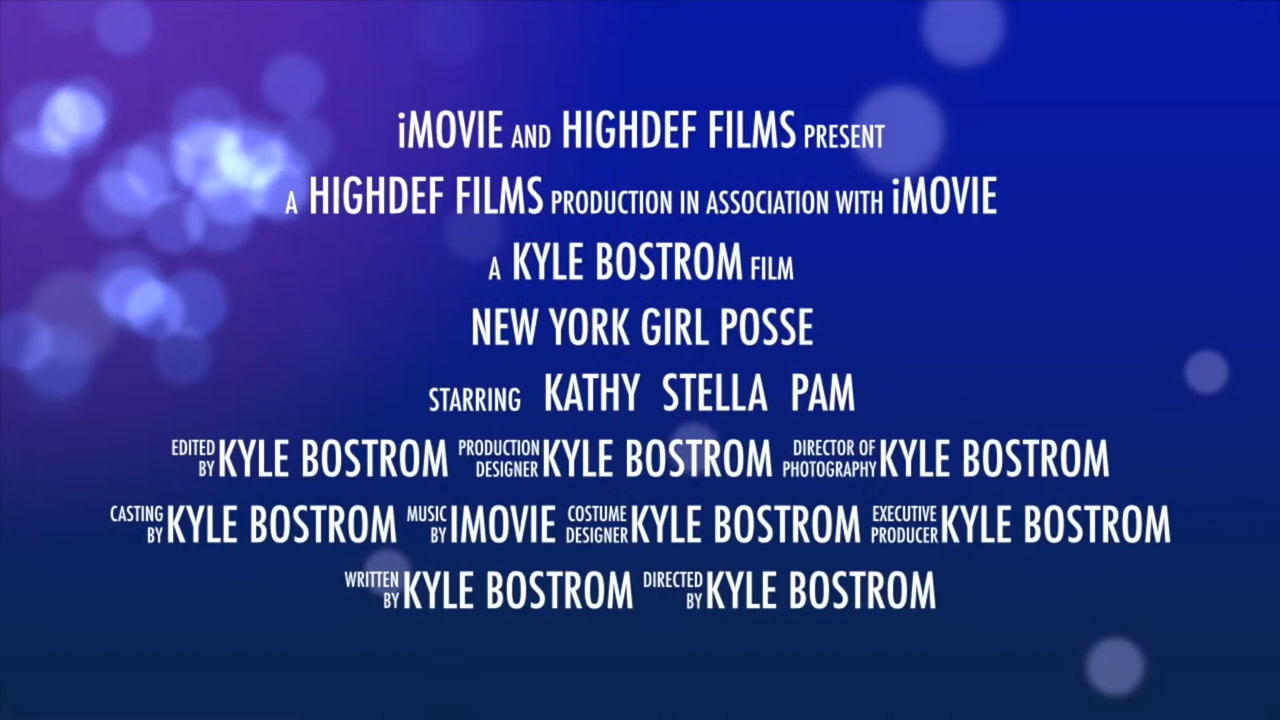 iMOVIE AND HIGHDEF FILMS PRESENT
A HIGHDEF FILMS PRODUCTION IN ASSOCIATION WITH iMOVIE
A KYLE BOSTROM FILM
NEW YORK GIRL POSSE
STARRING KATHY STELLA PAM
EDITED BY KYLE BOSTROM PRODUCTION DESIGNER KYLE BOSTROM DIRECTOR OF PHOTOGRAPHY KYLE BOSTROM
CASTING BY KYLE BOSTROM MUSIC BY IMOVIE COSTUME DESIGNER KYLE BOSTROM EXECUTIVE PRODUCER KYLE BOSTROM
WRITTEN BY KYLE BOSTROM DIRECTED BY KYLE BOSTROM